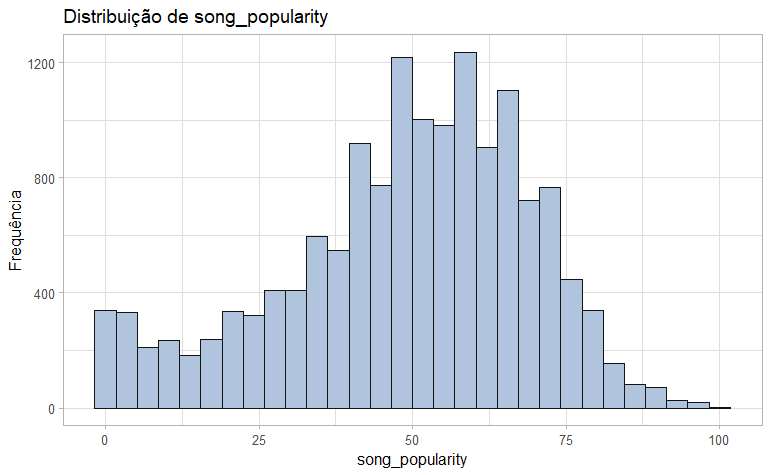 Distribuição de song_popularity
Frequência
1200
800
400
0
0 25 50 75 100
song_popularity